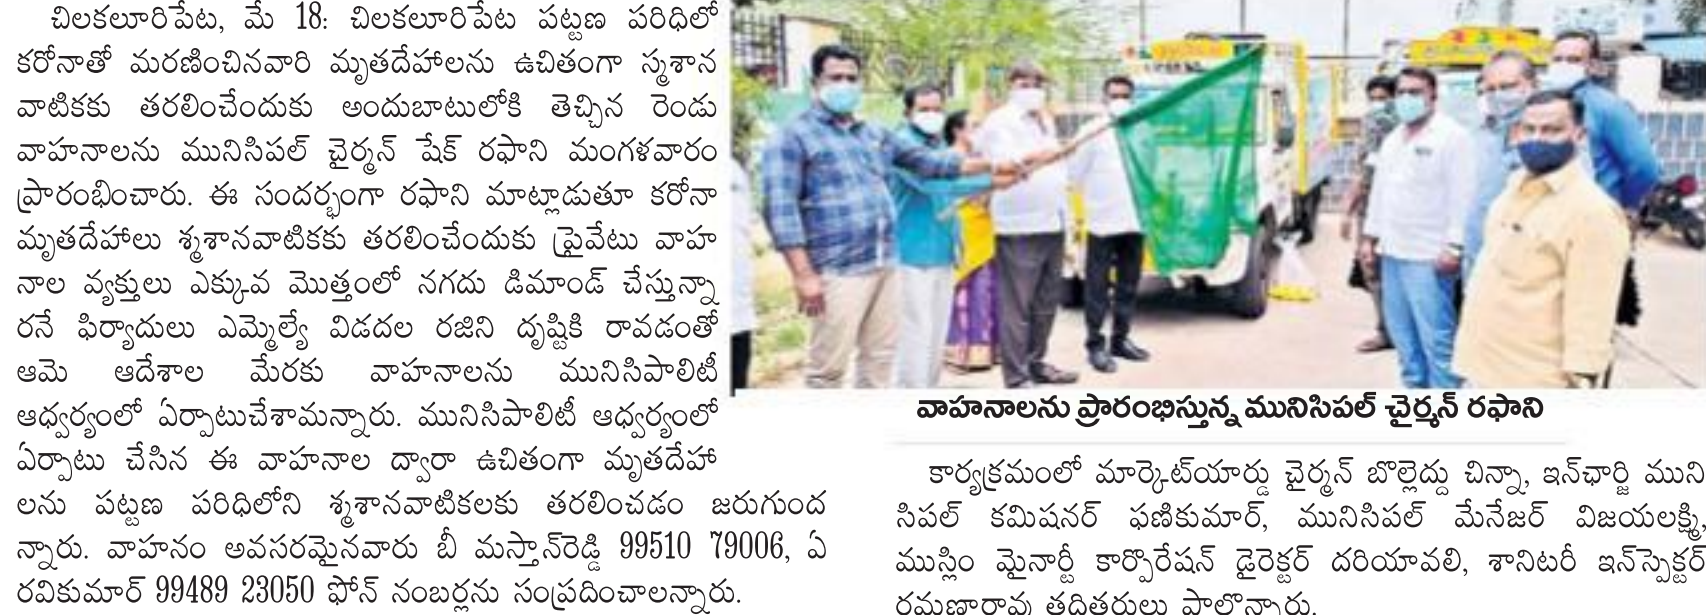 చిలకలూరిపేట, మే 18: చిలకలూరిపేట పట్టణ పరిధిలో
కరోనాతో మరణించినవారి మృతదేహాలను ఉచితంగా స్మశాన
వాటికకు తరలించేందుకు అందుబాటులోకి తెచ్చిన రెండు
వాహనాలను మునిసిపల్ చైర్మన్ షేక్ రఫాని మంగళవారం
ప్రారంభించారు. ఈ సందర్భంగా రఫాని మాట్లాడుతూ కరోనా
మృతదేహాలు శ్మశానవాటికకు తరలించేందుకు ప్రైవేటు వాహ
నాల వ్యక్తులు ఎక్కువ మొత్తంలో నగదు డిమాండ్ చేస్తున్నా
రనే ఫిర్యాదులు ఎమ్మెల్యే విడదల రజిని దృష్టికి రావడంతో
ఆమె ఆదేశాల మేరకు వాహనాలను మునిసిపాలిటీ
ఆధ్వర్యంలో ఏర్పాటుచేశామన్నారు. మునిసిపాలిటీ ఆధ్వర్యంలో
ఏర్పాటు చేసిన ఈ వాహనాల ద్వారా ఉచితంగా మృతదేహా
లను పట్టణ పరిధిలోని శ్మశానవాటికలకు తరలించడం జరుగుంద
న్నారు. వాహనం అవసరమైనవారు బీ మస్తాన్‌రెడ్డి 99510 79006, ఏ
రవికుమార్ 99489 23050 ఫోన్ నంబర్లను సంప్రదించాలన్నారు.
వాహనాలను ప్రారంభిస్తున్న మునిసిపల్ చైర్మన్ రఫాని
కార్యక్రమంలో మార్కెట్‌యార్డు చైర్మన్ బొల్లెద్దు చిన్నా, ఇన్‌ఛార్జి ముని
సిపల్ కమిషనర్ ఫణికుమార్, మునిసిపల్ మేనేజర్ విజయలక్ష్మి,
ముస్లిం మైనార్టీ కార్పొరేషన్ డైరెక్టర్ దరియావలి, శానిటరీ ఇన్‌స్పెక్టర్
రమణారావు తదితరులు పాల్గొన్నారు.